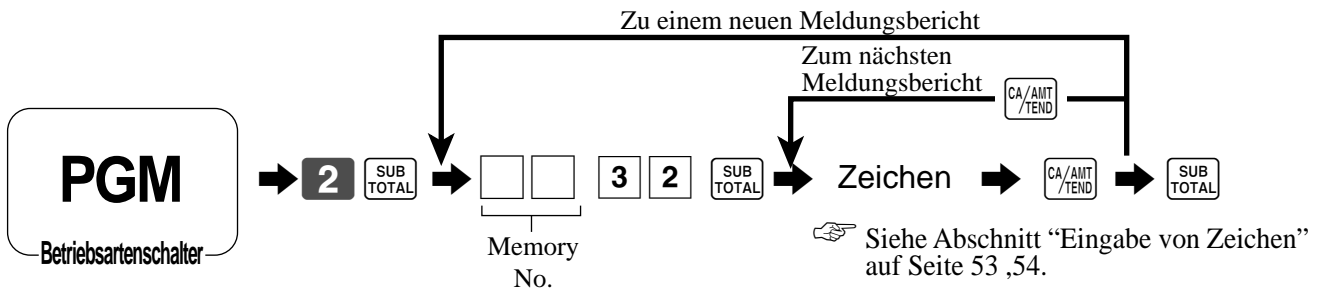 Zu einem neuen Meldungsbericht
Zum nächsten
Meldungsbericht
CA/AMT
/TEND
PGM
Betriebsartenschalter
2 SUB TOTAL
3 2
SUB TOTAL
Zeichen
CA/AMT
/TEND
SUB TOTAL
Memory
No.
Siehe Abschnitt “Eingabe von Zeichen”
auf Seite 53 ,54.